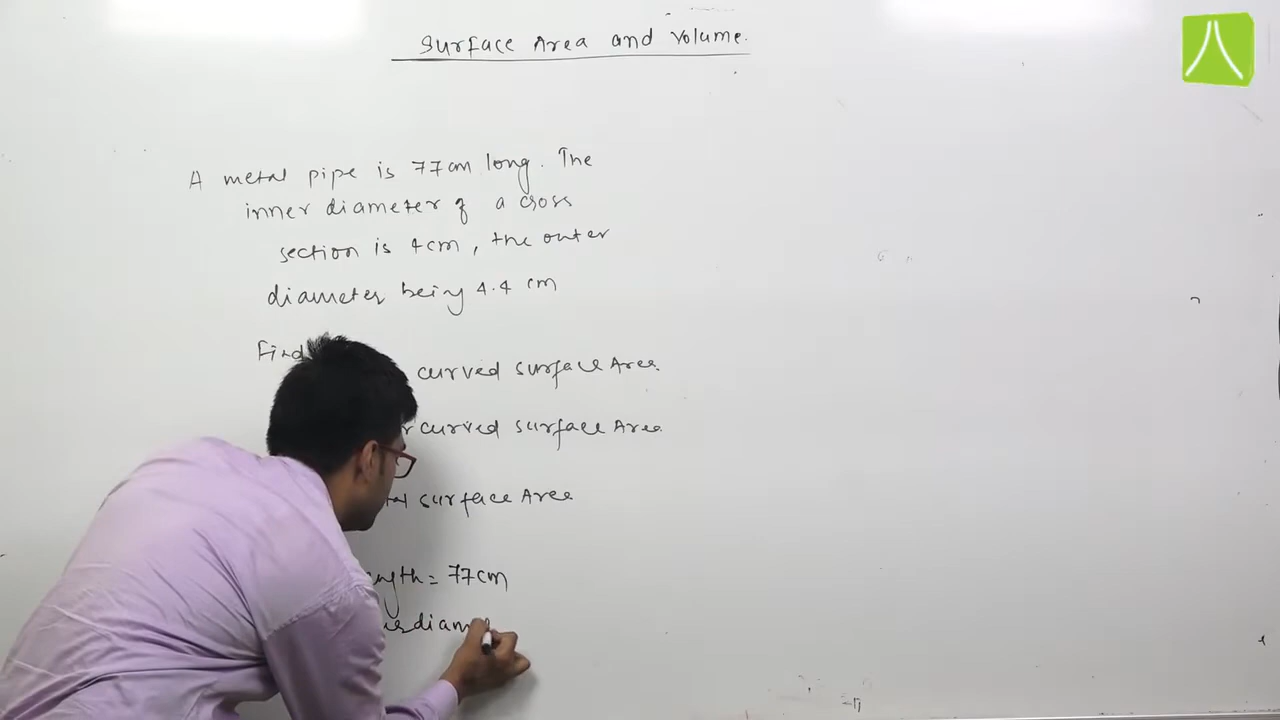 Surface Area and Volume.
A metal pipe is 77cm long. The
inner diameter of a cross
section is 4cm, the outer
diameter being 4.4 cm
Find
curved surface Area.
curved surface Area.
surface Area
= 77cm